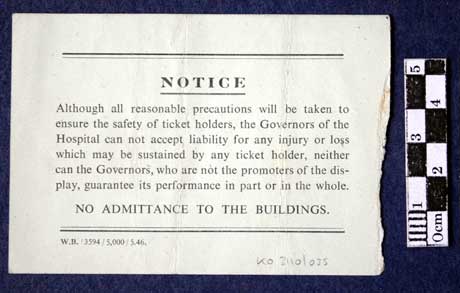 NOTICE
Although all reasonable precautions will be taken to
ensure the safety of ticket holders, the Governors of the
Hospital can not accept liability for any injury or loss
which may be sustained by any ticket holder, neither
can the Governors, who are not the promoters of the dis-
play, guarantee its performance in part or in the whole.
NO ADMITTANCE TO THE BUILDINGS.
W.B. /3594/5,000/5.46.
KO 3110/035
5
4
3
2
1
0cm